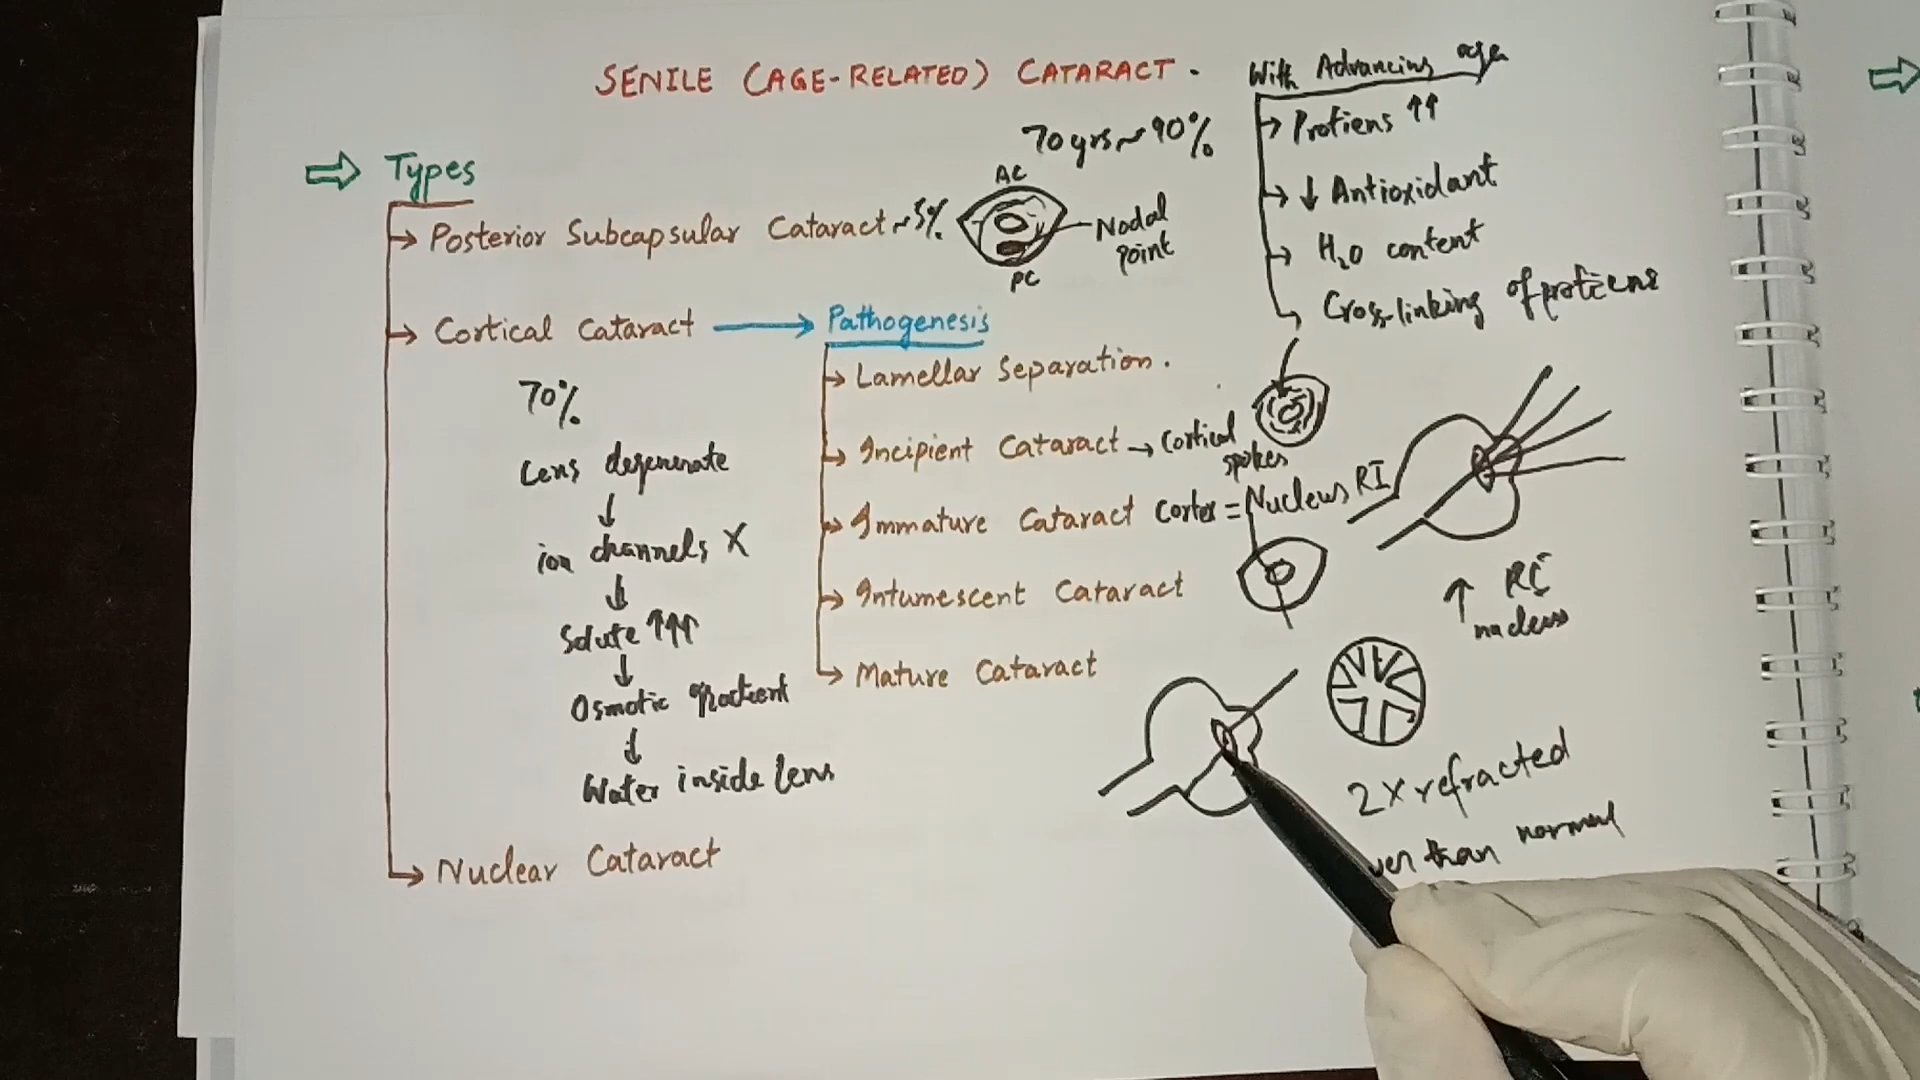 SENILE (AGE-RELATED) CATARACT.
With Advancing age
→ Protiens ↑↑
→ ↓ Antioxidant
→ H₂O content
Cross-linking of protiens
70 yrs ~ 90%
⇒ Types
→ Posterior Subcapsular Cataract ~5%
AC
Nodal
point
PC
→ Cortical Cataract → Pathogenesis
→ Lamellar Separation.
→ Incipient Cataract → Cortical
spokes
→ Immature Cataract Cortex = Nucleus RI
→ Intumescent Cataract
→ Mature Cataract
70%
Lens degenerate
↓
ion channels X
↓
Solute ↑↑↑
↓
Osmotic gradient
↓
Water inside lens
↑ RI
nucleus
2x refracted
than normal
→ Nuclear Cataract